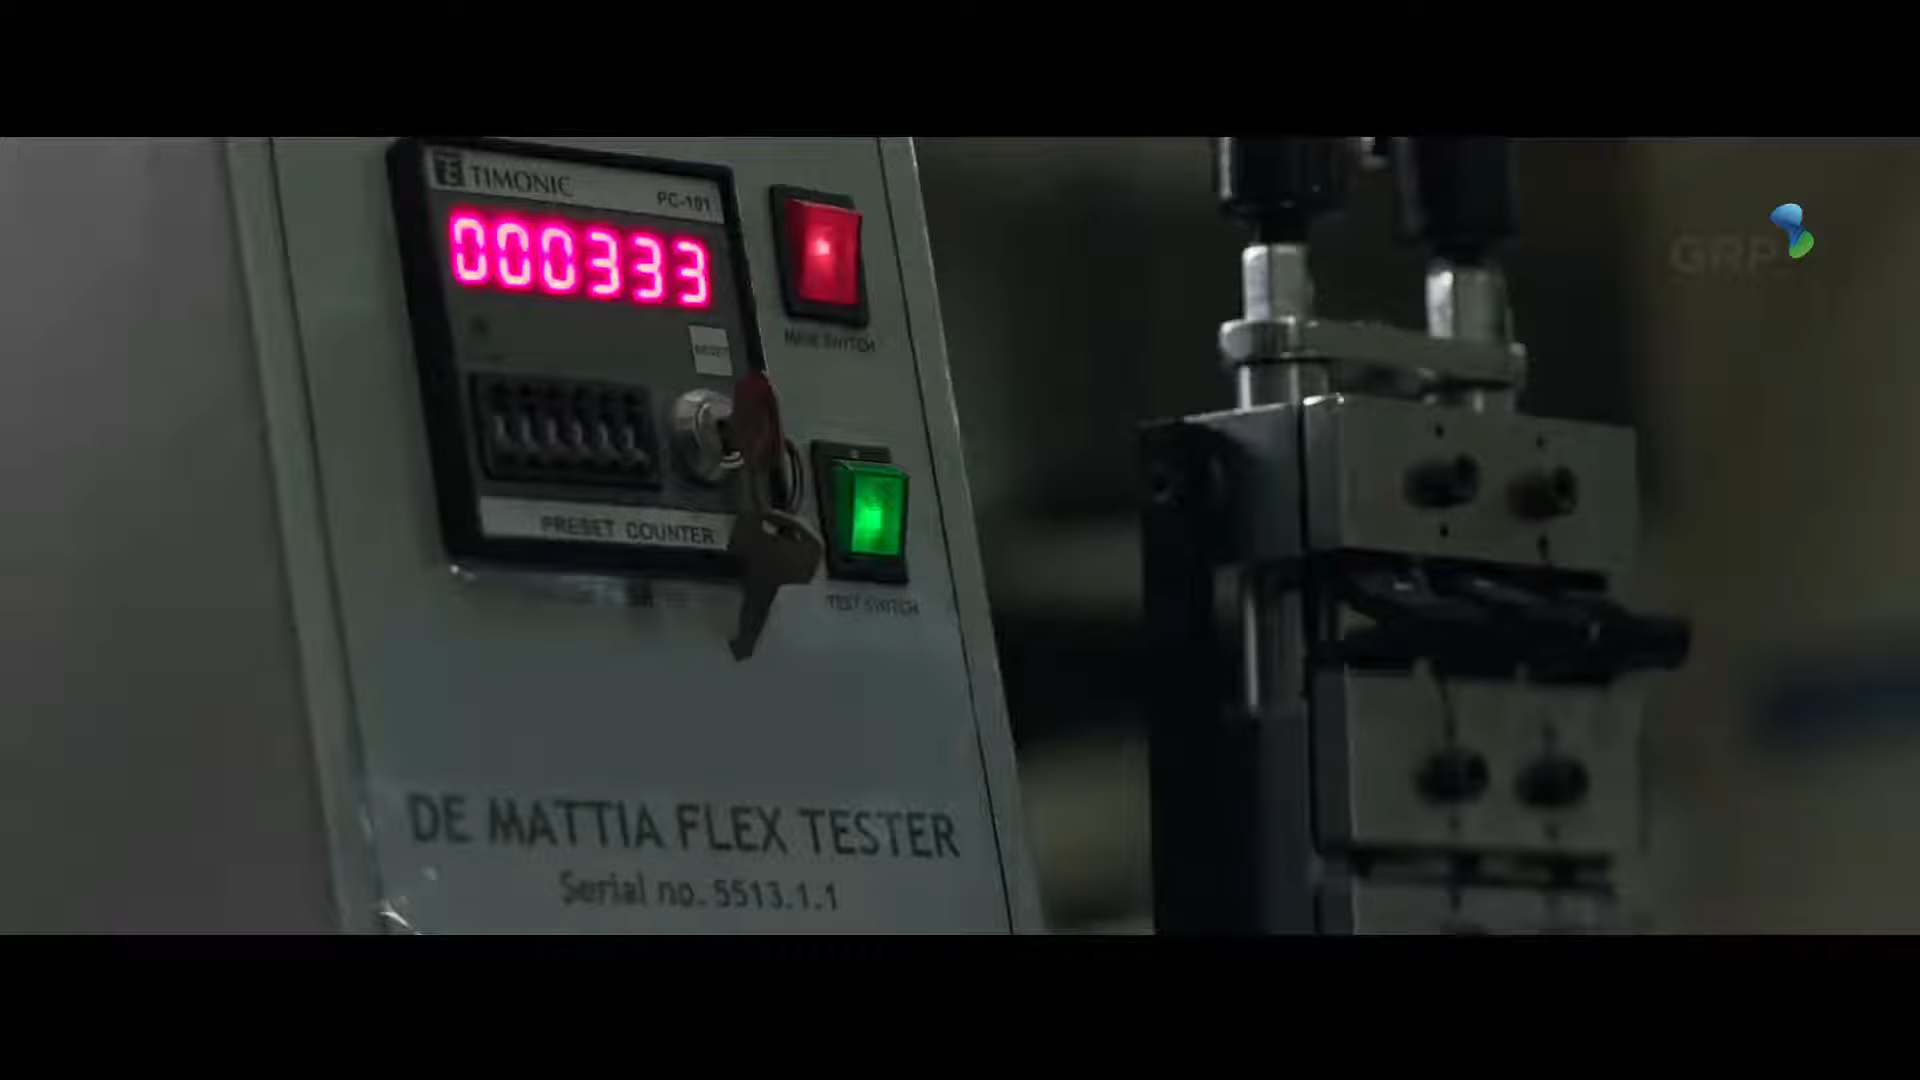 TIMONIC
PC-101
000333
RESET
MAIN SWITCH
PRESET COUNTER
TEST SWITCH
DE MATTIA FLEX TESTER
Serial no. 5513.1.1
GRP